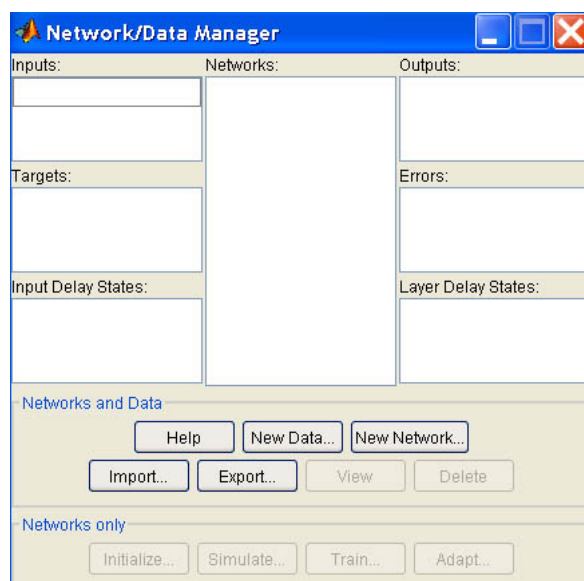 Network/Data Manager
Inputs: Networks: Outputs:
Targets: Errors:
Input Delay States: Layer Delay States:
Networks and Data
Help New Data... New Network...
Import... Export... View Delete
Networks only
Initialize... Simulate... Train... Adapt...